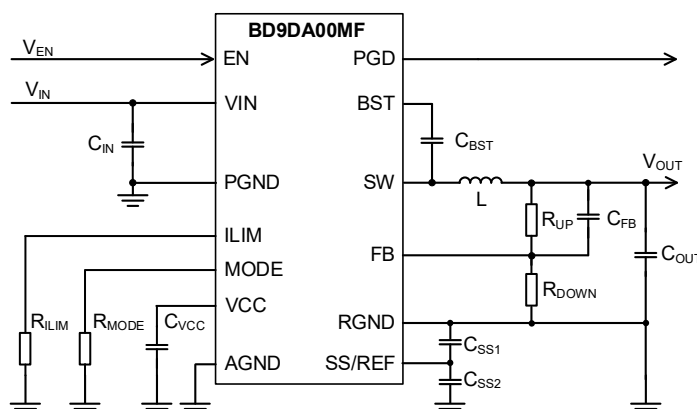 BD9DA00MF
V_EN
EN
PGD
V_IN
VIN
BST
C_IN
C_BST
V_OUT
PGND
SW
L
R_UP
C_FB
ILIM
FB
C_OUT
MODE
R_DOWN
VCC
R_ILIM
R_MODE
C_VCC
RGND
C_SS1
AGND
SS/REF
C_SS2